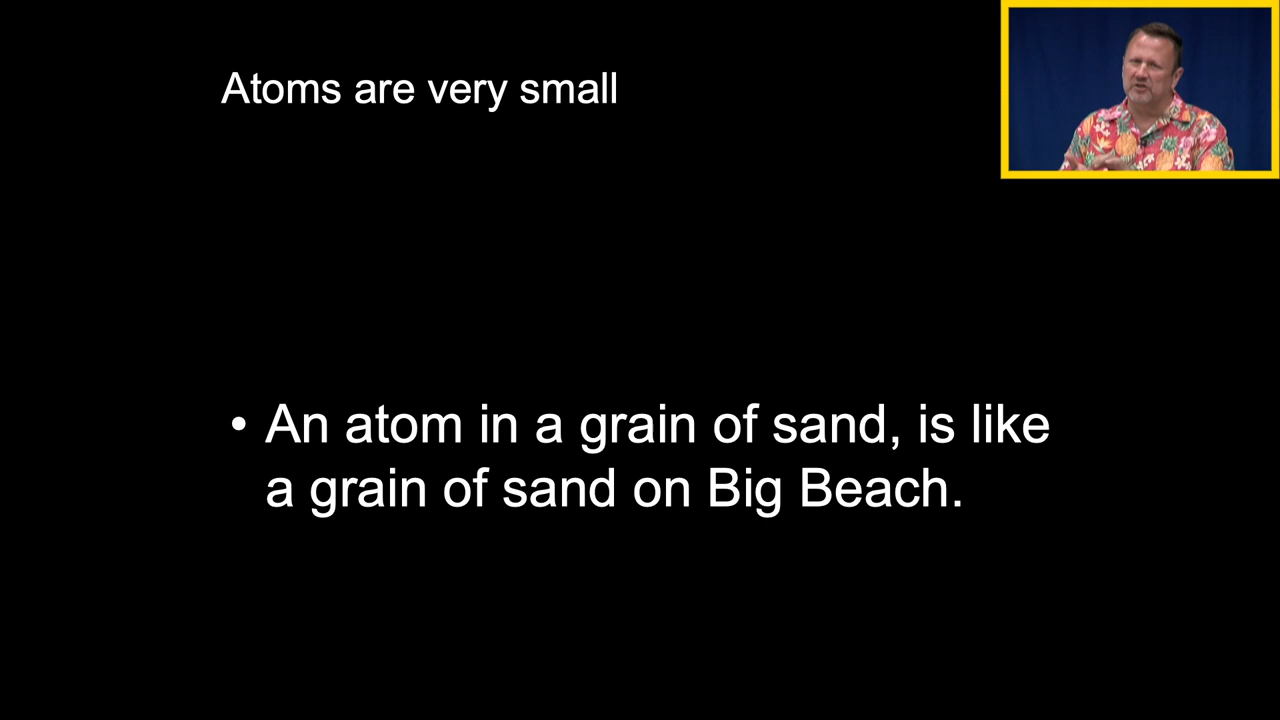 Atoms are very small
• An atom in a grain of sand, is like
a grain of sand on Big Beach.